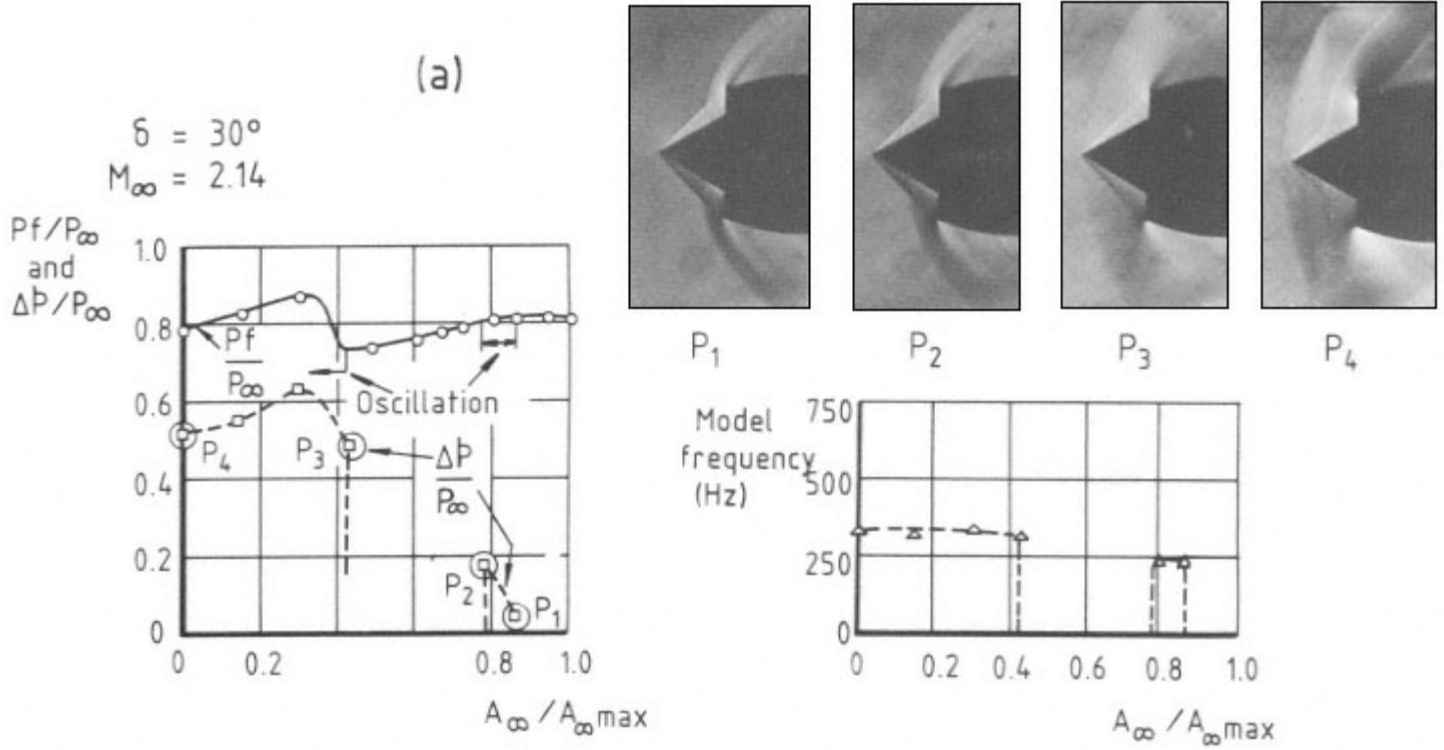 (a)
δ = 30°
M∞ = 2.14
Pf/P∞
and
Δp/P∞
1.0
0.8
0.6
0.4
0.2
0
0 0.2 0.8 1.0
A∞/A∞max
Pf
P∞
Oscillation
P4
P3
Δp
P∞
P2
P1
P1 P2 P3 P4
Model
frequency
(Hz)
750
500
250
0
0 0.2 0.4 0.6 0.8 1.0
A∞/A∞max